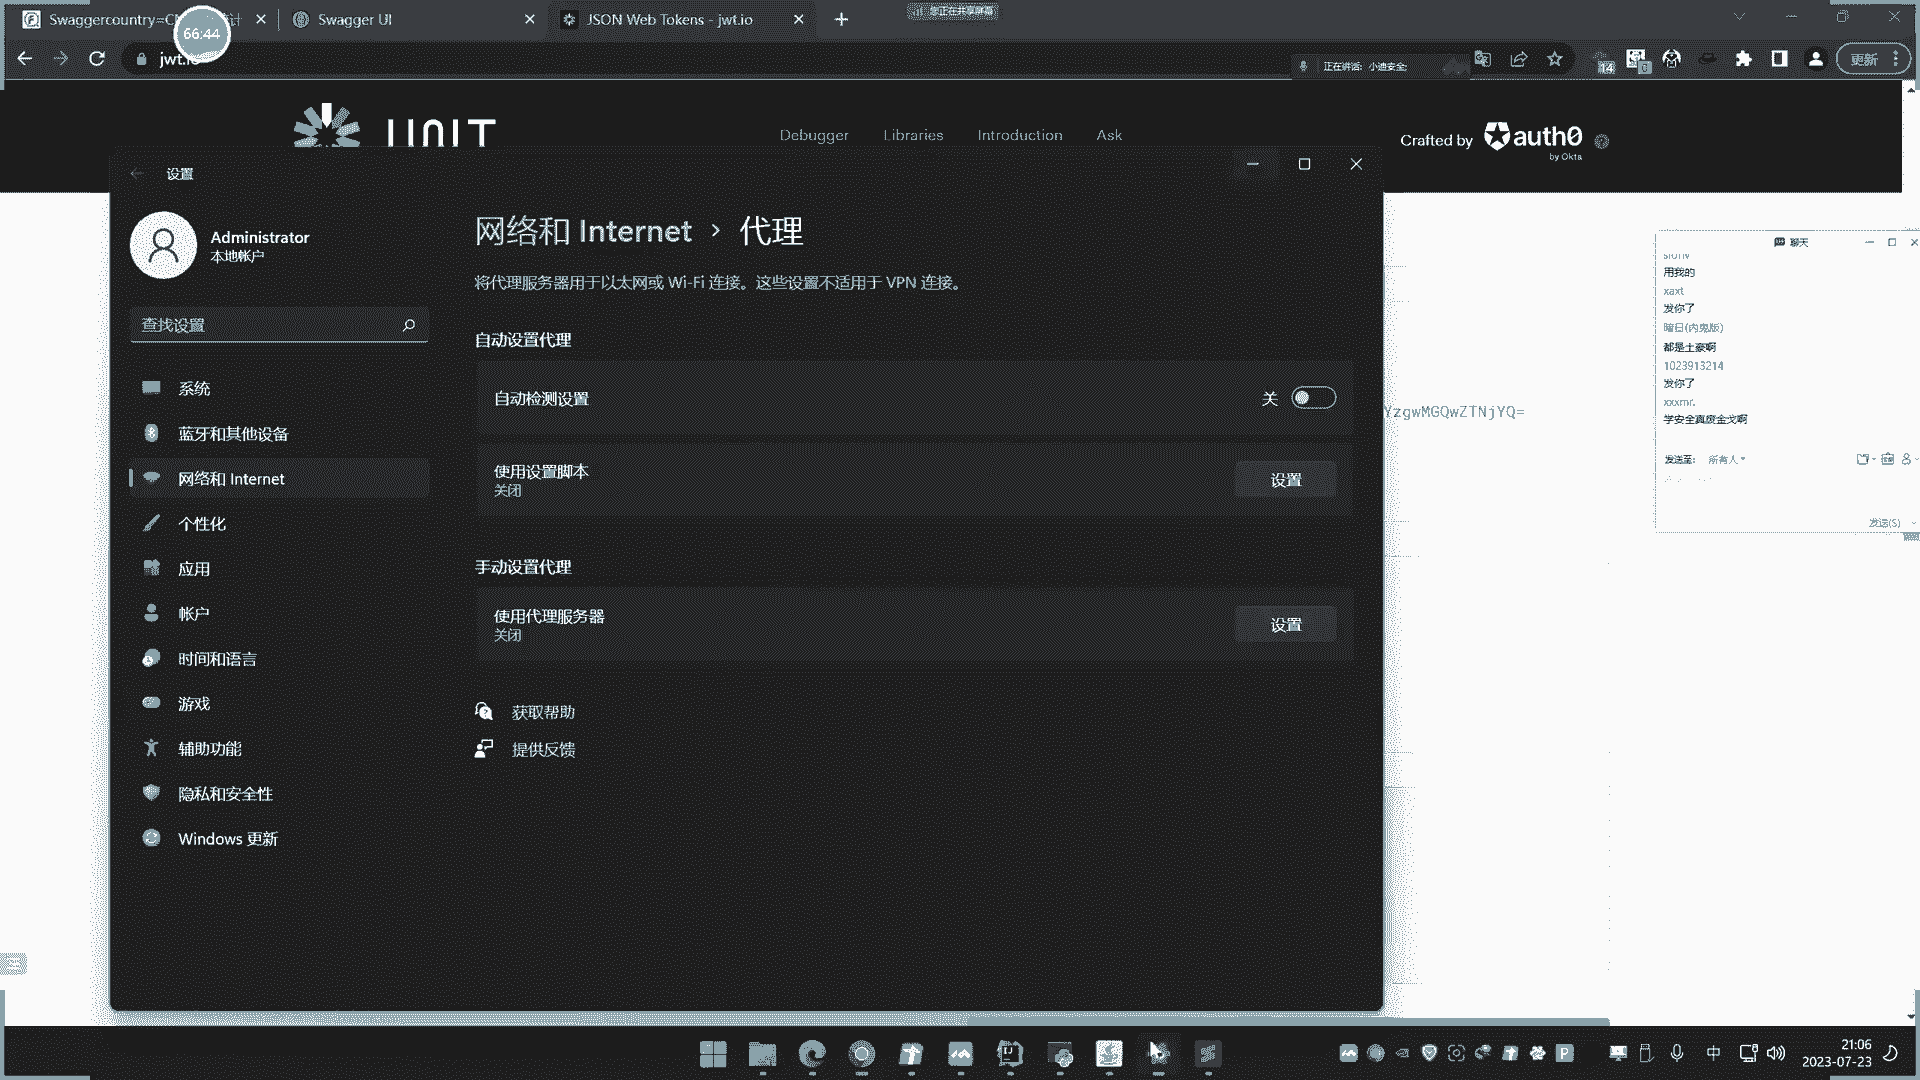 Swaggercountry=C
Swagger UI
JSON Web Tokens - jwt.io
您正在共享屏幕
66:44
正在讲话: 小迪安全;
14
更新
Debugger
Libraries
Introduction
Ask
Crafted by
auth0
by Okta
设置
Administrator
本地帐户
查找设置
系统
蓝牙和其他设备
网络和 Internet
个性化
应用
帐户
时间和语言
游戏
辅助功能
隐私和安全性
Windows 更新
网络和 Internet › 代理
将代理服务器用于以太网或 Wi-Fi 连接。这些设置不适用于 VPN 连接。
自动设置代理
自动检测设置
关
使用设置脚本
关闭
设置
手动设置代理
使用代理服务器
关闭
设置
获取帮助
提供反馈
YzgwMGQwZTNjYQ=
聊天
用我的
xaxt
发你了
曜日(内鬼版)
都是土豪啊
1023913214
发你了
xxxmr.
学安全真废金戈啊
发送至: 所有人
发送(S)
中
21:06
2023-07-23